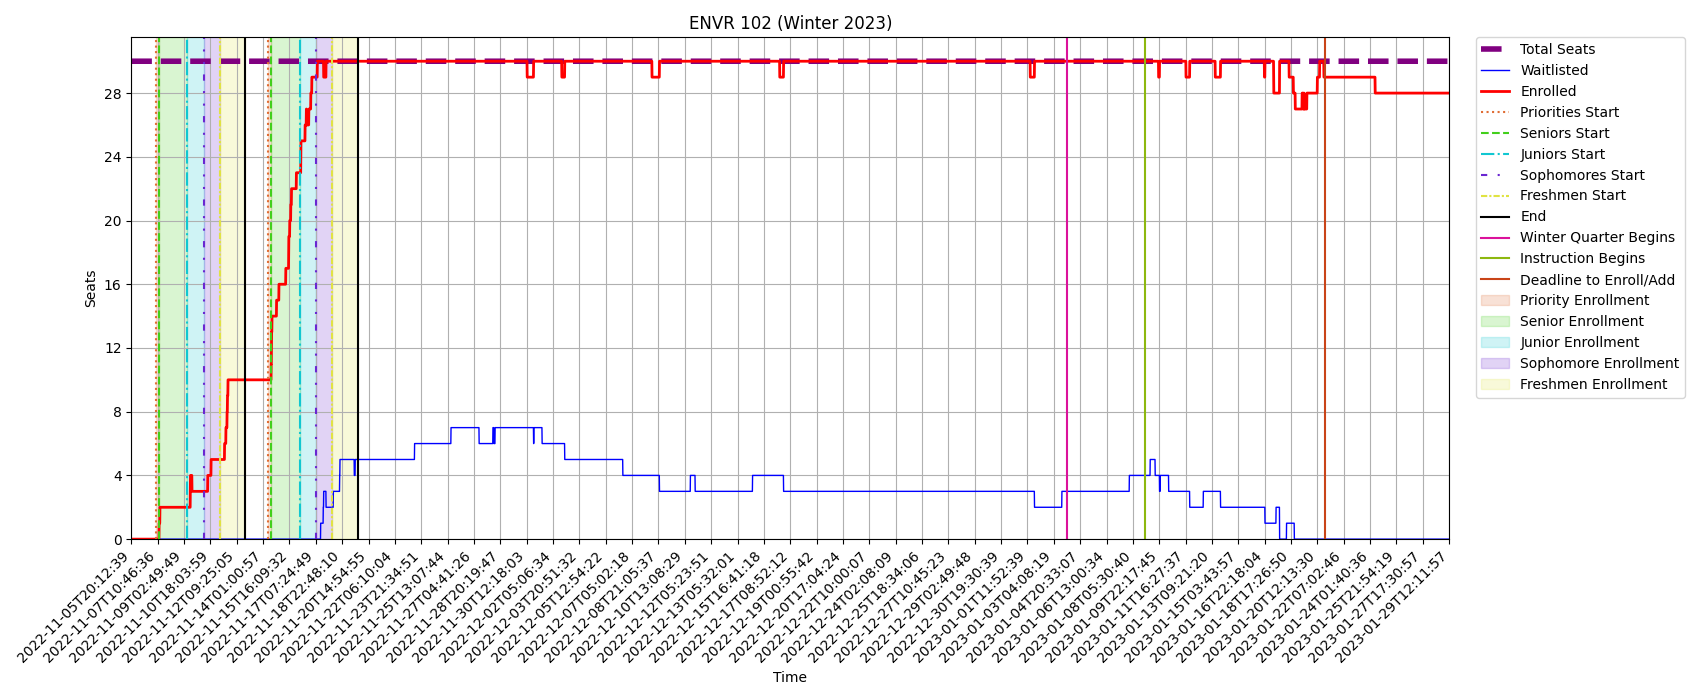 ENVR 102 (Winter 2023)
Seats
28
24
20
16
12
8
4
0
2022-11-05T20:12:39
2022-11-07T10:46:36
2022-11-09T02:49:49
2022-11-10T18:03:59
2022-11-12T09:25:05
2022-11-14T01:00:57
2022-11-15T16:09:32
2022-11-17T07:24:49
2022-11-18T22:48:10
2022-11-20T14:54:55
2022-11-22T06:10:04
2022-11-23T21:34:51
2022-11-25T13:07:44
2022-11-27T04:41:26
2022-11-28T20:19:47
2022-11-30T12:18:03
2022-12-02T05:06:34
2022-12-03T20:51:32
2022-12-05T12:54:22
2022-12-07T05:02:18
2022-12-08T21:05:37
2022-12-10T13:08:29
2022-12-12T05:23:51
2022-12-13T05:32:01
2022-12-15T16:41:18
2022-12-17T08:52:12
2022-12-19T00:55:42
2022-12-20T17:04:24
2022-12-22T10:00:07
2022-12-24T02:08:09
2022-12-25T18:34:06
2022-12-27T10:45:23
2022-12-29T02:49:48
2022-12-30T19:30:39
2023-01-01T11:52:39
2023-01-03T04:08:19
2023-01-04T20:33:07
2023-01-06T13:00:34
2023-01-08T05:30:40
2023-01-09T22:17:45
2023-01-11T16:27:37
2023-01-13T09:21:20
2023-01-15T03:43:57
2023-01-16T22:18:04
2023-01-18T17:26:50
2023-01-20T12:13:30
2023-01-22T07:02:46
2023-01-24T01:40:36
2023-01-25T21:54:19
2023-01-27T17:30:57
2023-01-29T12:11:57
Time
Total Seats
Waitlisted
Enrolled
Priorities Start
Seniors Start
Juniors Start
Sophomores Start
Freshmen Start
End
Winter Quarter Begins
Instruction Begins
Deadline to Enroll/Add
Priority Enrollment
Senior Enrollment
Junior Enrollment
Sophomore Enrollment
Freshmen Enrollment